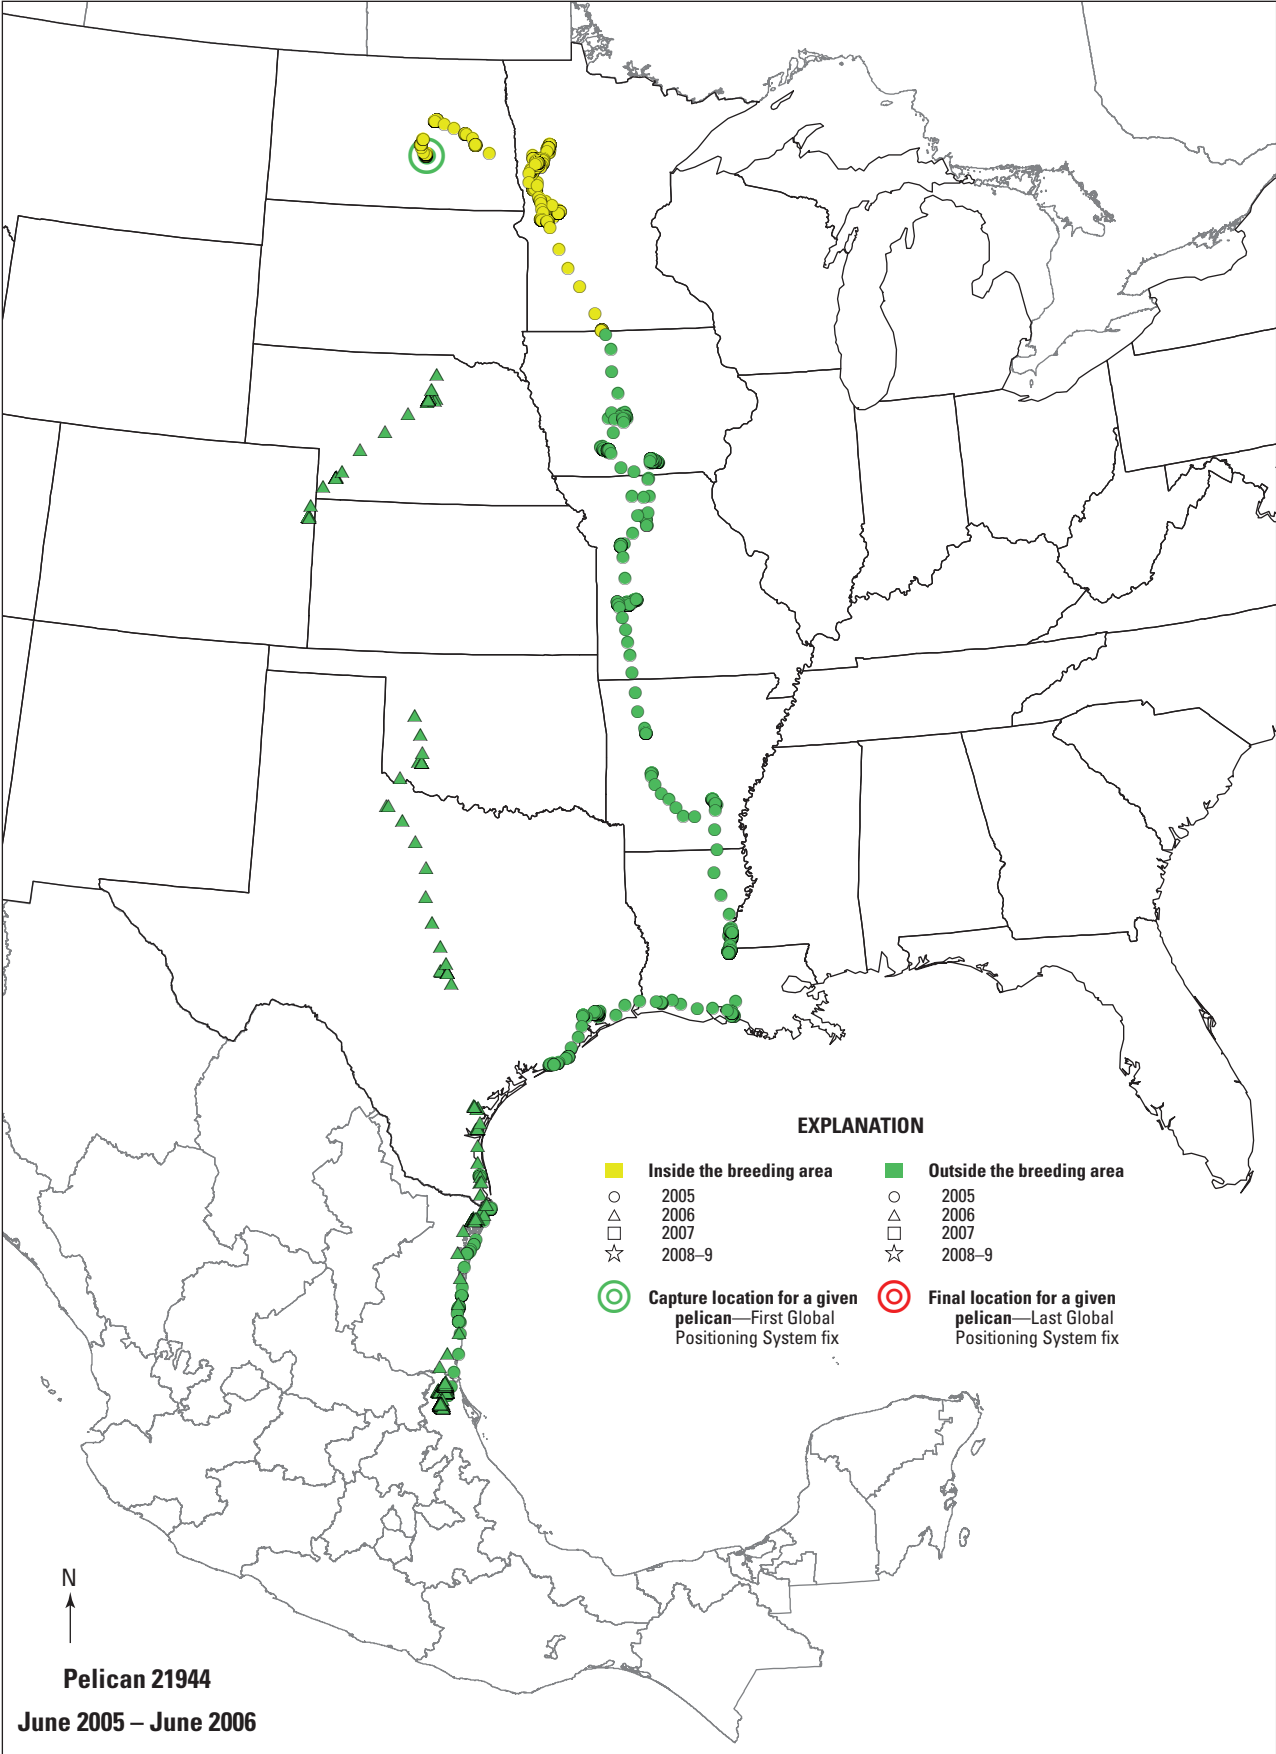 EXPLANATION
Inside the breeding area
2005
2006
2007
2008–9
Capture location for a given
pelican—First Global
Positioning System fix
Outside the breeding area
2005
2006
2007
2008–9
Final location for a given
pelican—Last Global
Positioning System fix
N
Pelican 21944
June 2005 – June 2006